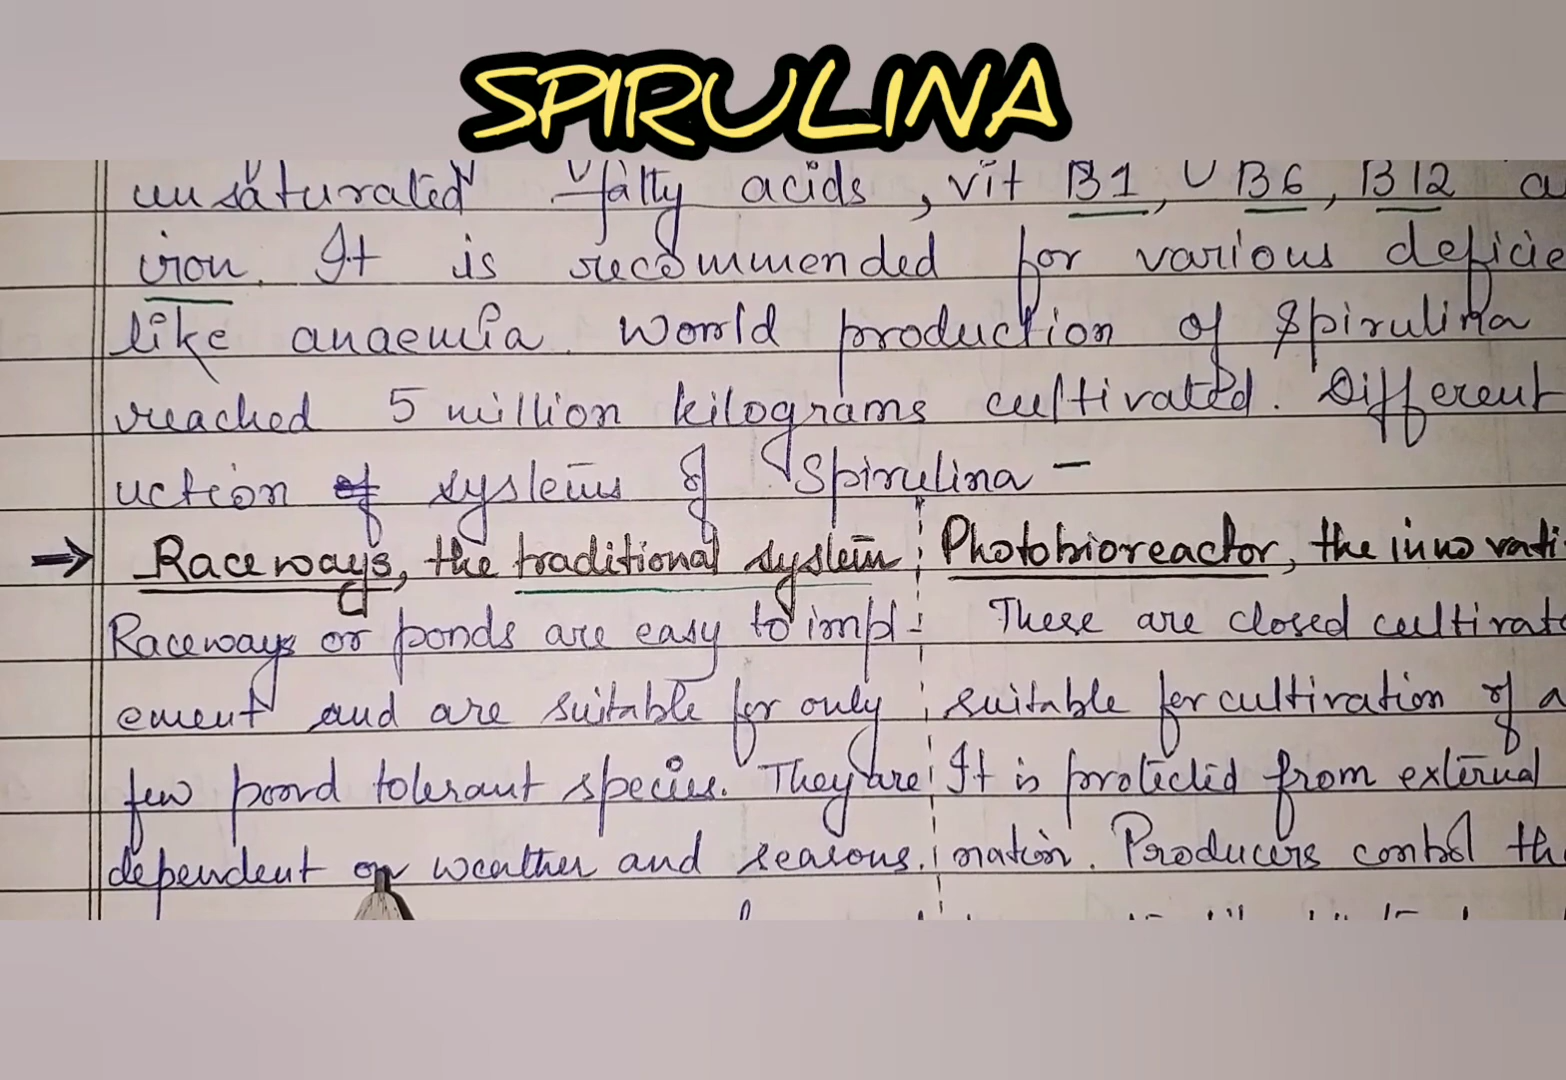 SPIRULINA
unsaturated fatty acids, vit B1, B6, B12 a
iron. It is recommended for various deficie
like anaemia. World production of Spirulina
reached 5 million kilograms cultivated. Different
uction of systems of Spirulina -
→ Raceways, the traditional system Photobioreactor, the innovati
Raceways or ponds are easy to impl- These are closed cultivat
ement and are suitable for only suitable for cultivation of a
few poond tolerant species. They are It is protected from external
dependent on weather and seasons. ination. Producers control th